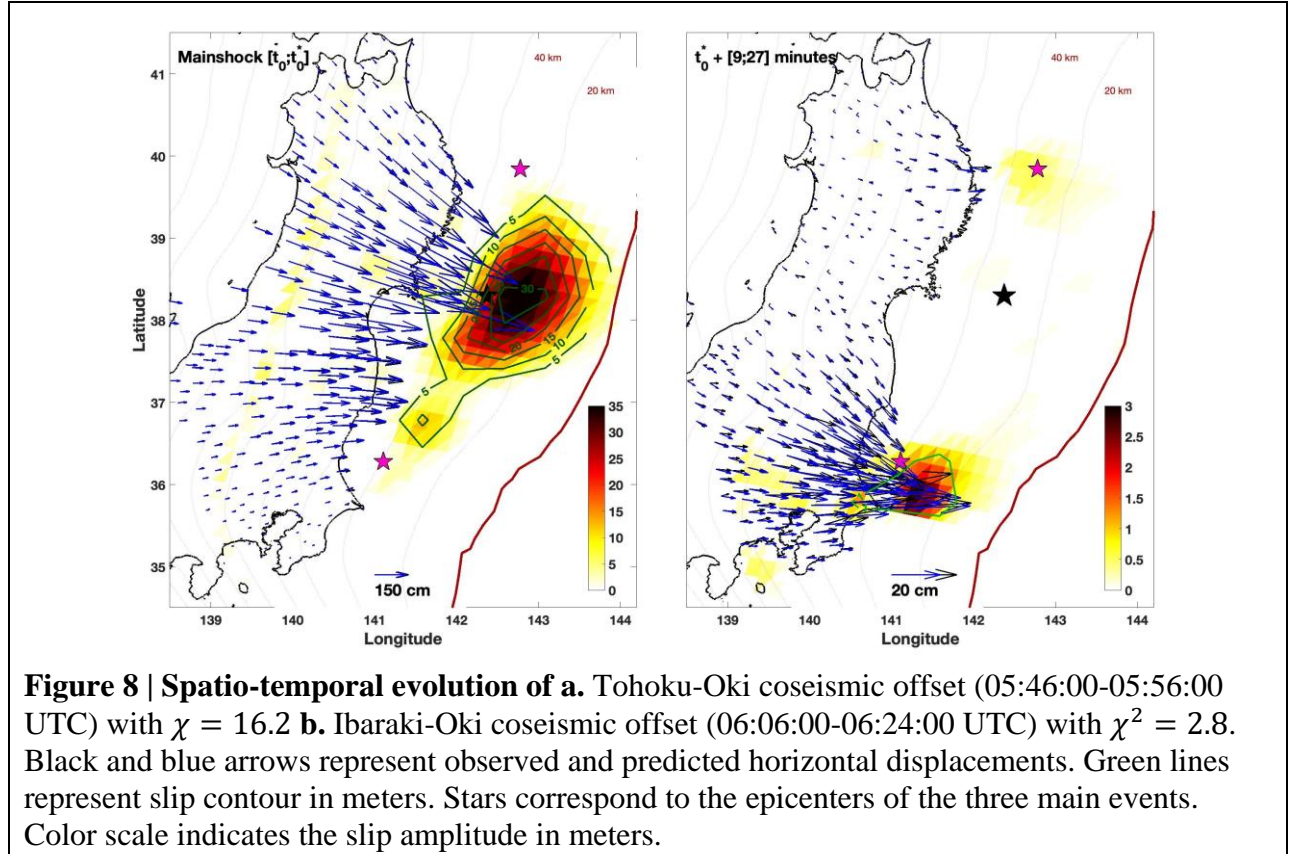 Mainshock [t₀;t₀*]
t₀* + [9;27] minutes
40 km
20 km
40 km
20 km
41
40
39
38
37
36
35
Latitude
5
10
30
20
15
10
5
5
5
35
30
25
20
15
10
5
0
3
2.5
2
1.5
1
0.5
0
150 cm
20 cm
139 140 141 142 143 144
139 140 141 142 143 144
Longitude
Longitude
Figure 8 | Spatio-temporal evolution of a. Tohoku-Oki coseismic offset (05:46:00-05:56:00
UTC) with χ = 16.2 b. Ibaraki-Oki coseismic offset (06:06:00-06:24:00 UTC) with χ² = 2.8.
Black and blue arrows represent observed and predicted horizontal displacements. Green lines
represent slip contour in meters. Stars correspond to the epicenters of the three main events.
Color scale indicates the slip amplitude in meters.